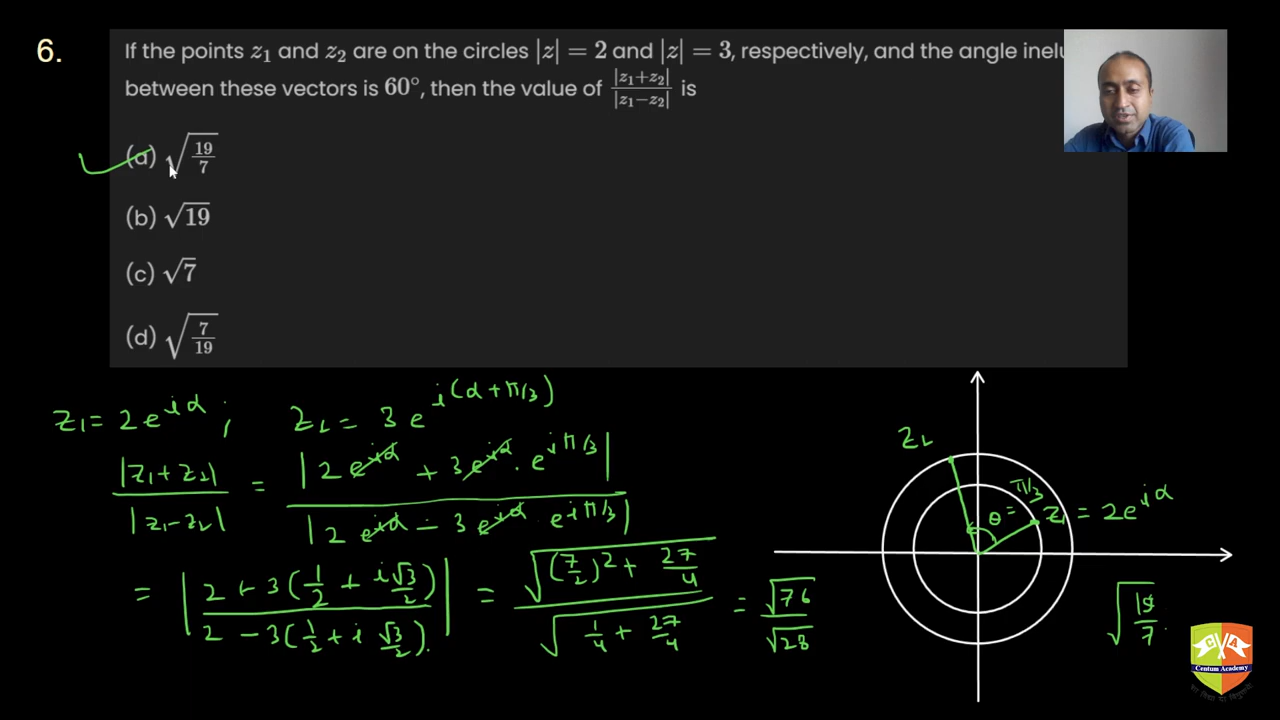 6.
If the points z₁ and z₂ are on the circles |z| = 2 and |z| = 3, respectively, and the angle inclu
between these vectors is 60°, then the value of |z₁+z₂|/|z₁−z₂| is
(a) √(19/7)
(b) √19
(c) √7
(d) √(7/19)
z₁ = 2e^{iα} ; z₂ = 3e^{i(α+π/3)}
|z₁+z₂|/|z₁−z₂| = |2e^{iα} + 3e^{iα}.e^{iπ/3}|/|2e^{iα} − 3e^{iα} e^{iπ/3}|
= |(2 + 3(1/2 + i√3/2))/(2 − 3(1/2 + i√3/2))| = √((7/2)² + 27/4)/√(1/4 + 27/4) = √76/√28
√(19/7)
z₂
θ = π/3
z₁ = 2e^{iα}
C A
Centum Academy